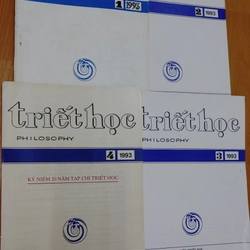 1 1995
2 1993
triết học
PHILOSOPHY
4 1993
KỶ NIỆM 20 NĂM TẠP CHÍ TRIẾT HỌC
triết học
PHILOSOPHY
3 1993